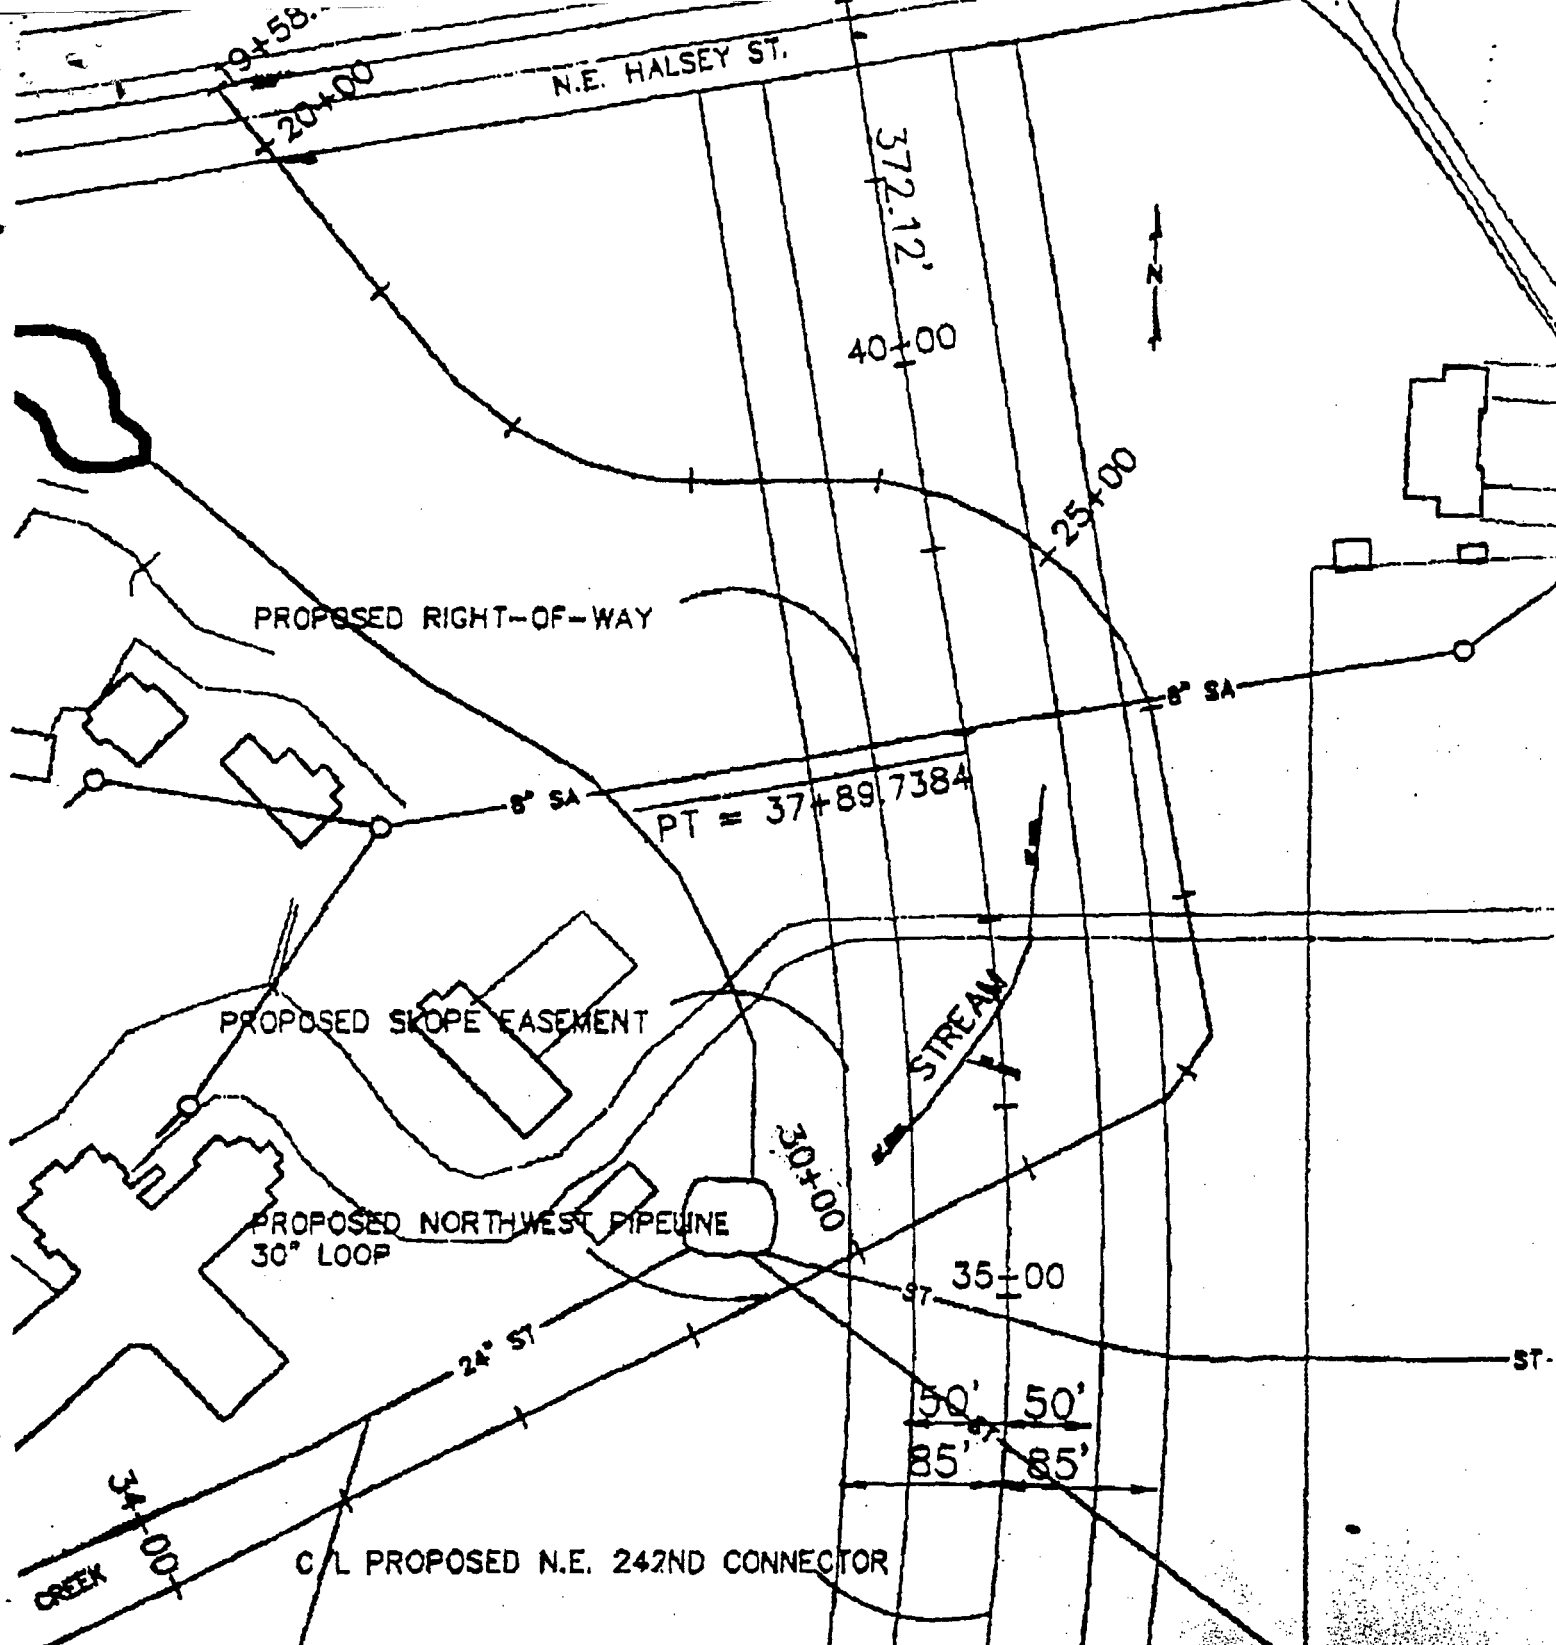 19+58.
20+00
N.E. HALSEY ST.
372.12'
N
40+00
25+00
PROPOSED RIGHT-OF-WAY
8" SA
8" SA
PT = 37+89.7384
STREAM
PROPOSED SLOPE EASEMENT
30+00
PROPOSED NORTHWEST PIPELINE
30" LOOP
35+00
ST
24" ST
ST
50' 50'
ST
85' 85'
34+00
C/L PROPOSED N.E. 242ND CONNECTOR
CREEK